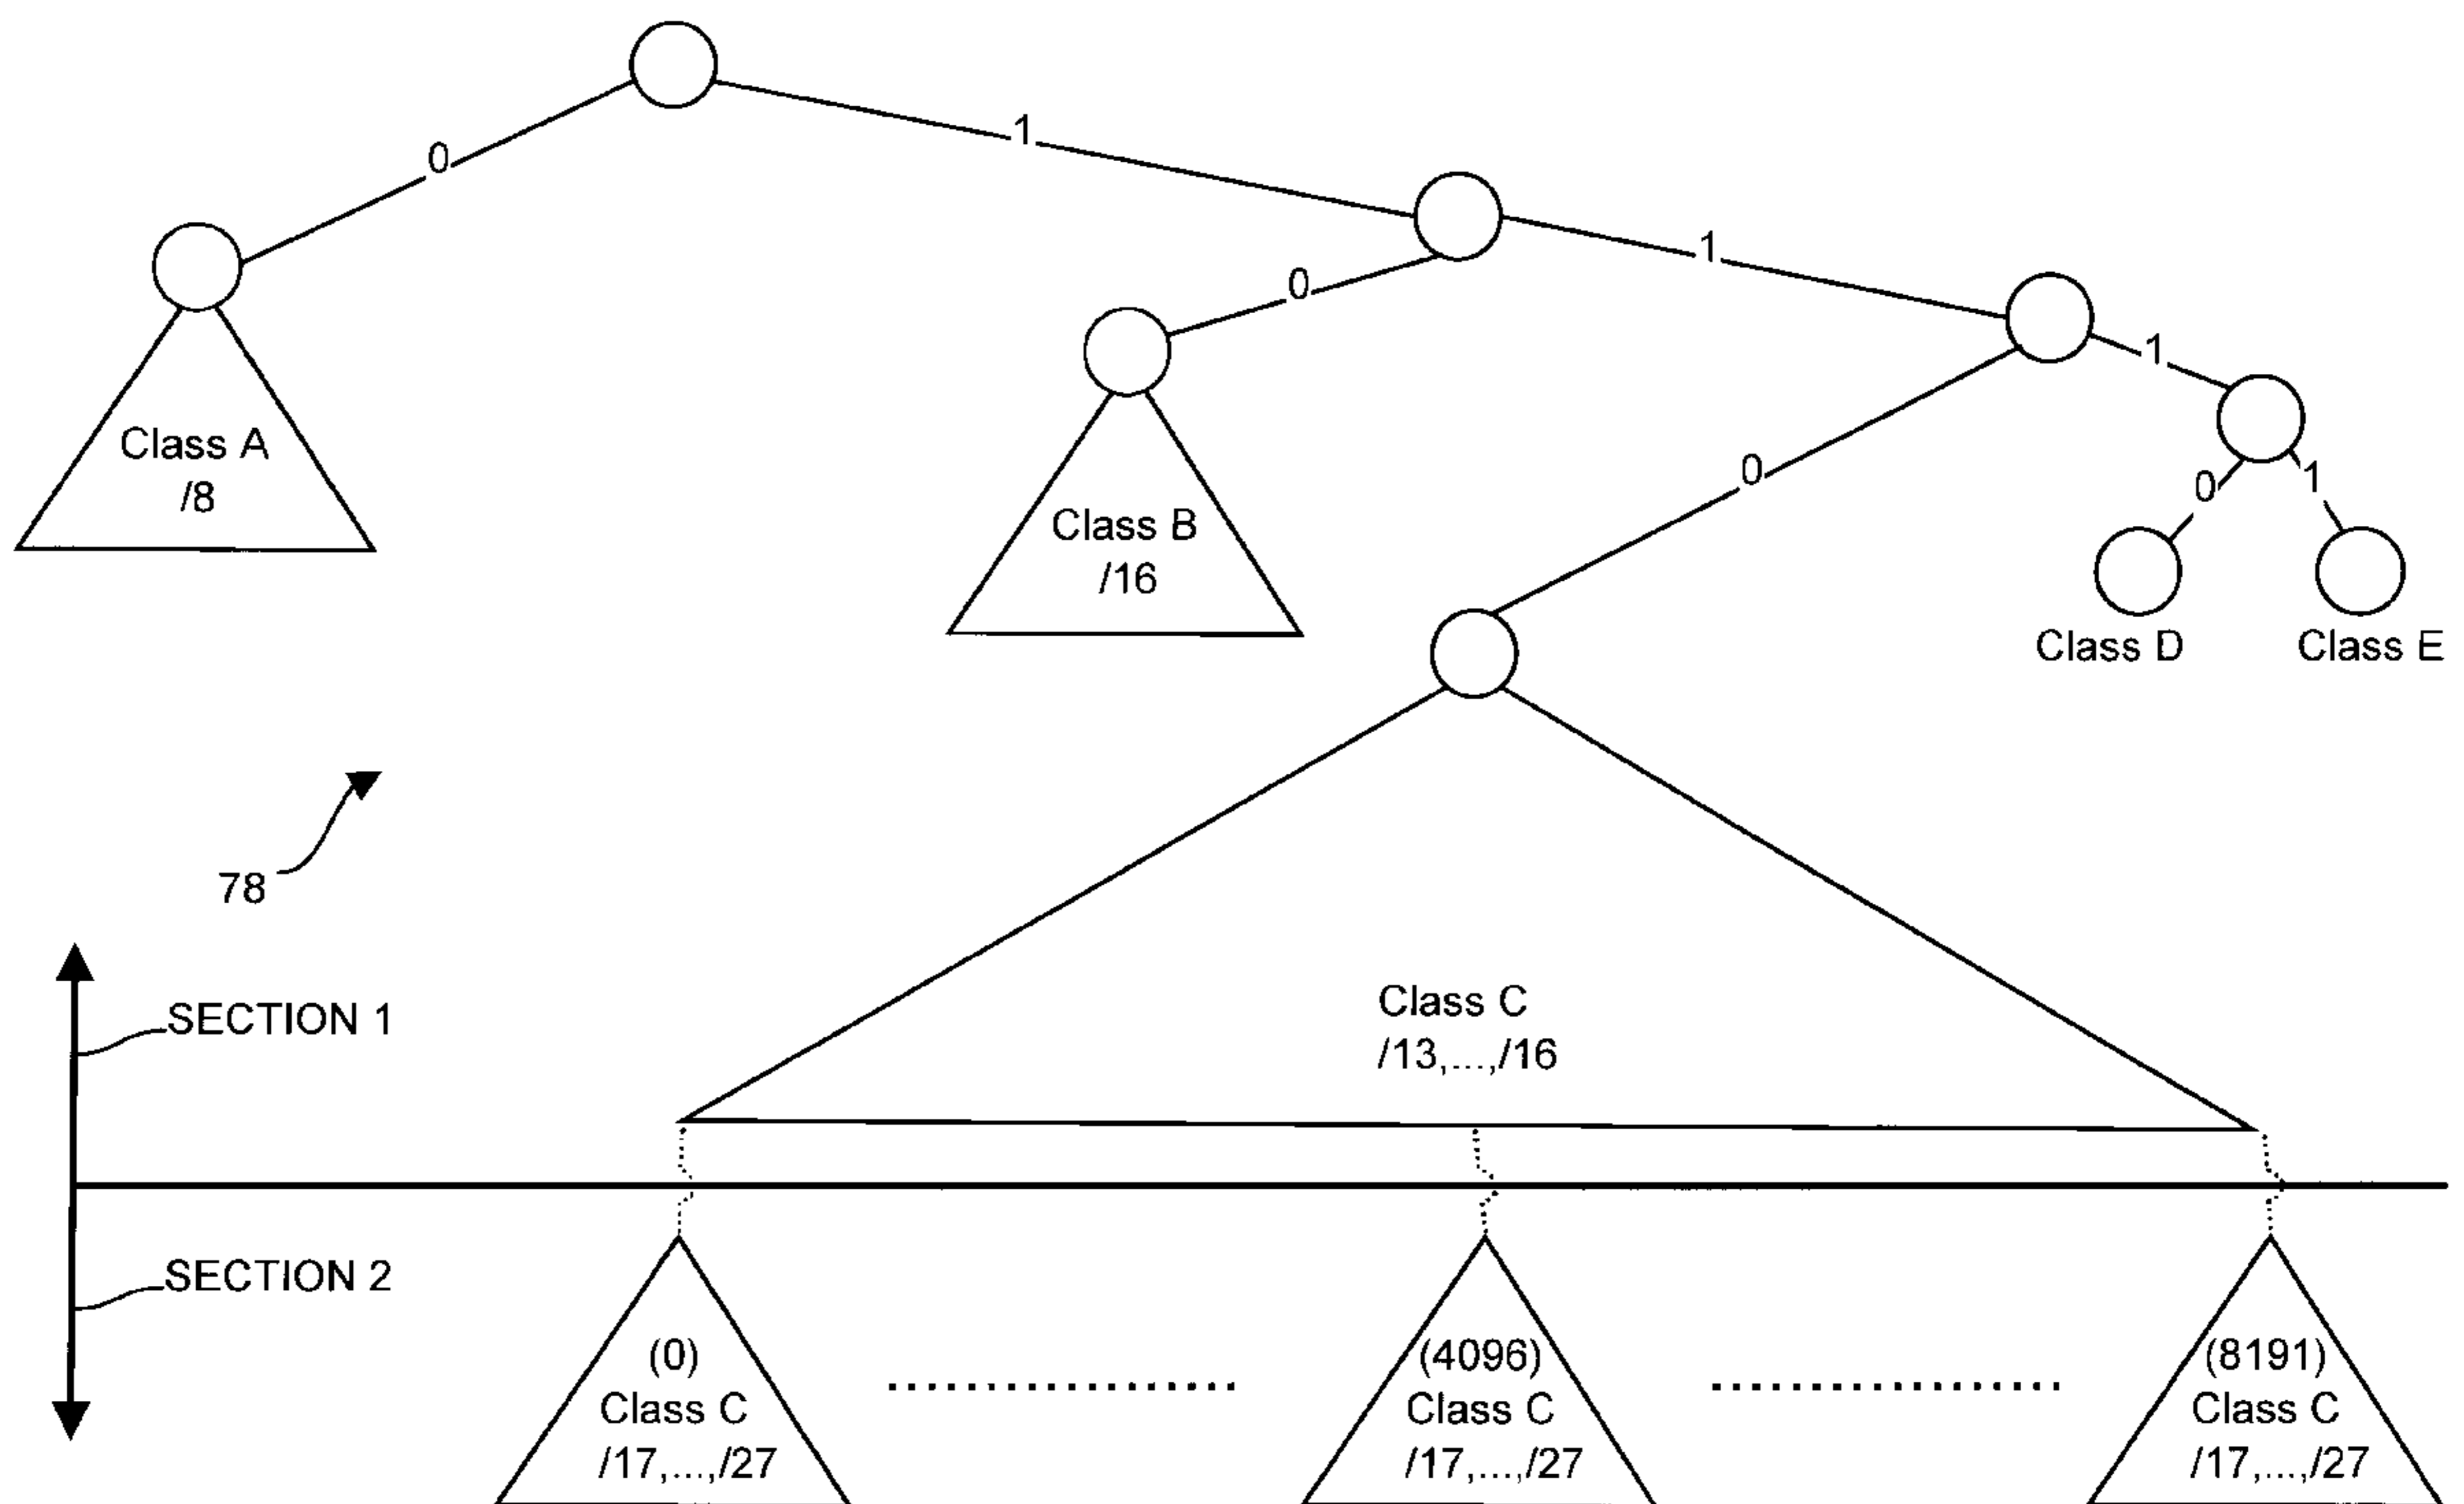 1
0
1
0
1
Class A
/8
0
0
1
Class B
/16
Class D
Class E
78
Class C
/13,...,/16
SECTION 1
SECTION 2
(0)
Class C
/17,...,/27
(4096)
Class C
/17,...,/27
(8191)
Class C
/17,...,/27